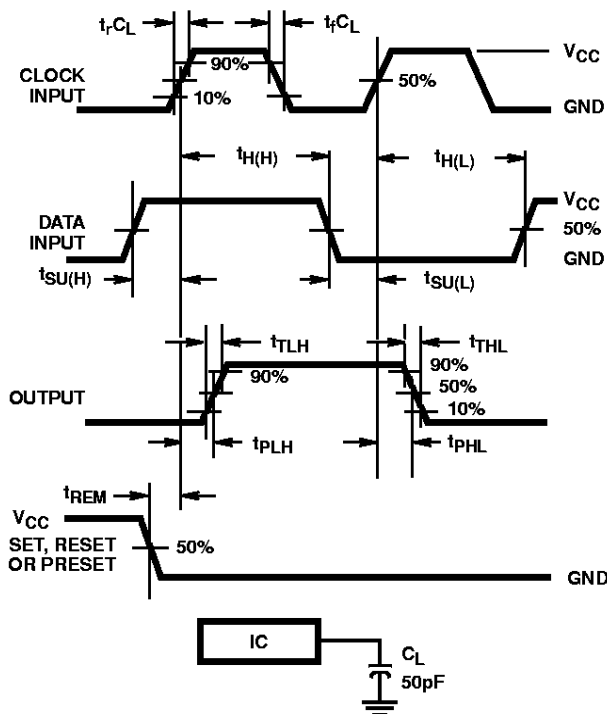 trCL
tfCL
CLOCK
INPUT
90%
10%
50%
VCC
GND
tH(H)
tH(L)
DATA
INPUT
VCC
50%
GND
tSU(H)
tSU(L)
tTLH
tTHL
OUTPUT
90%
90%
50%
10%
tPLH
tPHL
tREM
VCC
SET, RESET
OR PRESET
50%
GND
IC
CL
50pF